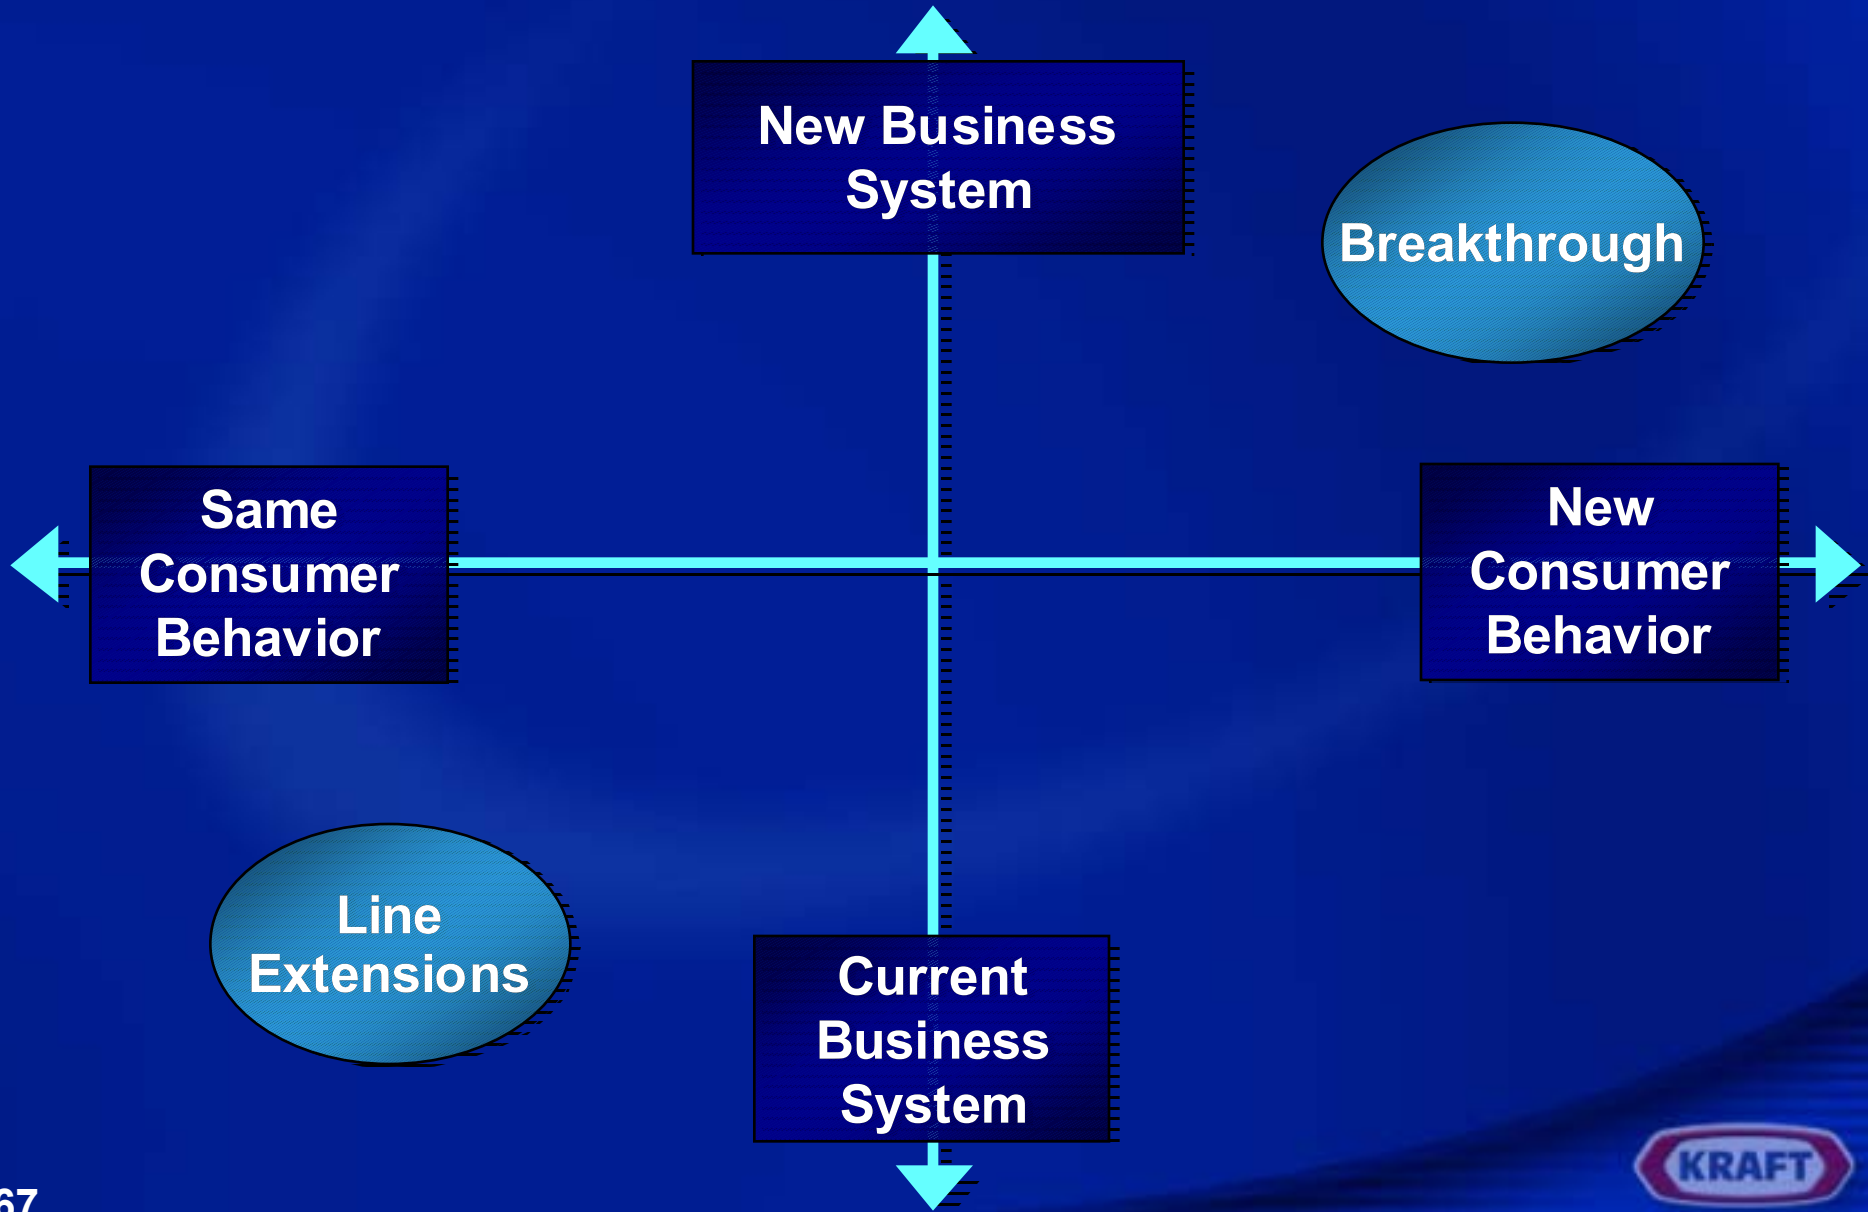 New Business
System
Breakthrough
Same
Consumer
Behavior
New
Consumer
Behavior
Line
Extensions
Current
Business
System
KRAFT
67